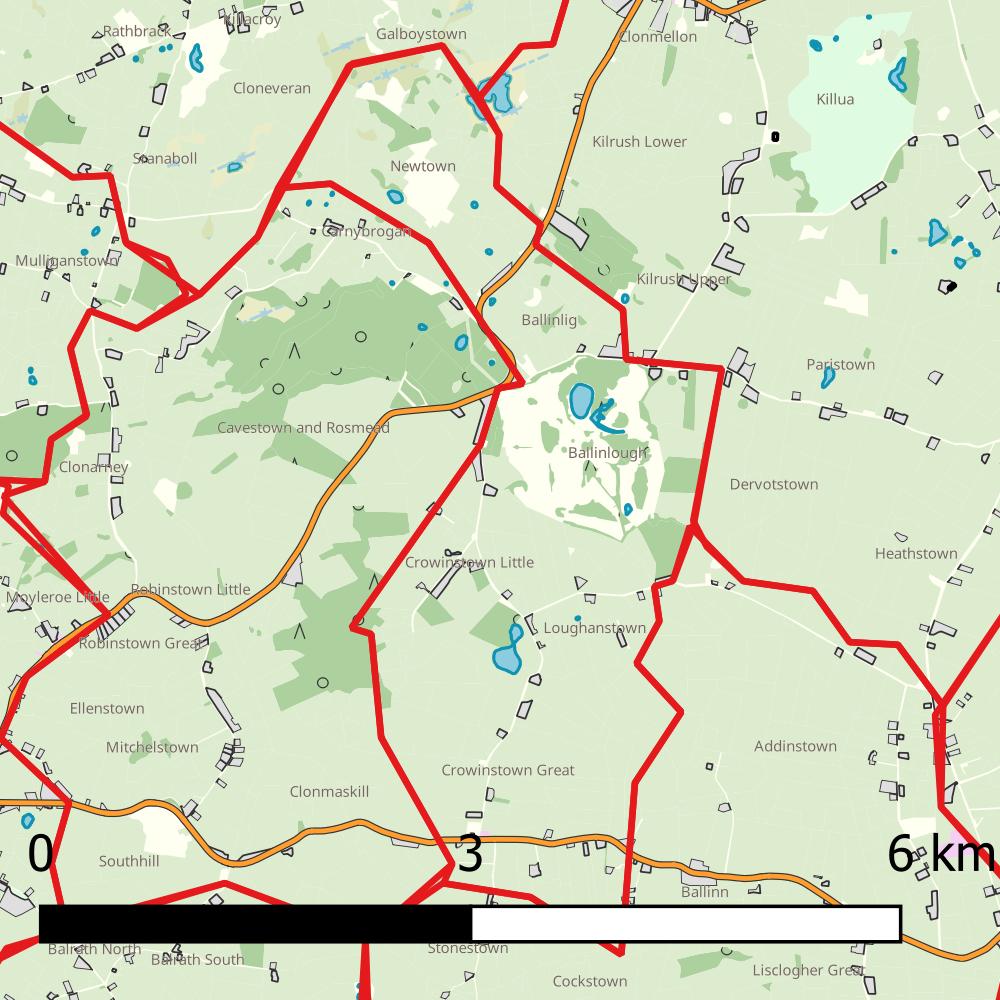 Killacroy
Rathbrack
Galboystown
Clonmellon
Cloneveran
Killua
Kilrush Lower
Stanaboll
Newtown
Carnybrogan
Mulliganstown
Kilrush Upper
Ballinlig
Paristown
Cavestown and Rosmead
Ballinlough
Clonarney
Dervotstown
Heathstown
Crowinstown Little
Robinstown Little
Moyleroe Little
Loughanstown
Robinstown Great
Ellenstown
Mitchelstown
Addinstown
Crowinstown Great
Clonmaskill
0 3 6 km
Southhill
Ballinn
Balrath North
Stonestown
Balrath South
Lisclogher Great
Cockstown